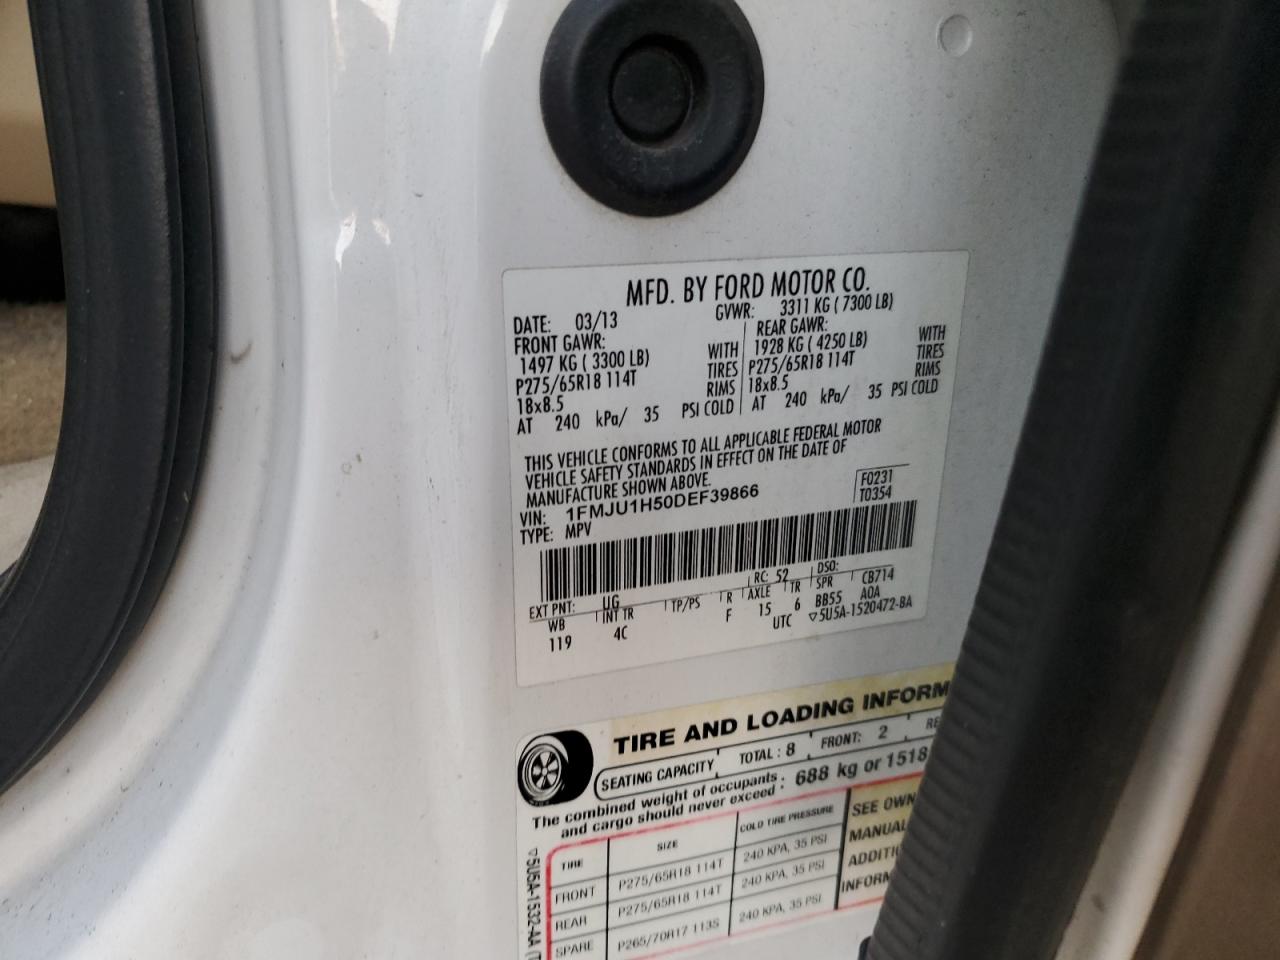 MFD. BY FORD MOTOR CO.
DATE: 03/13 GVWR: 3311 KG ( 7300 LB)
FRONT GAWR: REAR GAWR:
1497 KG ( 3300 LB) WITH 1928 KG ( 4250 LB) WITH
P275/65R18 114T TIRES P275/65R18 114T TIRES
18x8.5 RIMS 18x8.5 RIMS
AT 240 kPa/ 35 PSI COLD AT 240 kPa/ 35 PSI COLD
THIS VEHICLE CONFORMS TO ALL APPLICABLE FEDERAL MOTOR
VEHICLE SAFETY STANDARDS IN EFFECT ON THE DATE OF
MANUFACTURE SHOWN ABOVE.
VIN: 1FMJU1H50DEF39866 F0231
TYPE: MPV T0354
EXT PNT: UG RC: 52 DSO:
WB INT TR TP/PS R AXLE TR SPR CB714
119 4C F 15 6 BB55 AOA
UTC ▽5U5A-1520472-BA
TIRE AND LOADING INFORM
SEATING CAPACITY TOTAL : 8 FRONT: 2 RE
The combined weight of occupants
and cargo should never exceed : 688 kg or 1518
TIRE SIZE COLD TIRE PRESSURE
FRONT P275/65R18 114T 240 KPA, 35 PSI
REAR P275/65R18 114T 240 KPA, 35 PSI
SPARE P265/70R17 113S 240 KPA, 35 PSI
SEE OWN
MANUAL
ADDITI
INFORM
▽5U5A-1532-AA (T